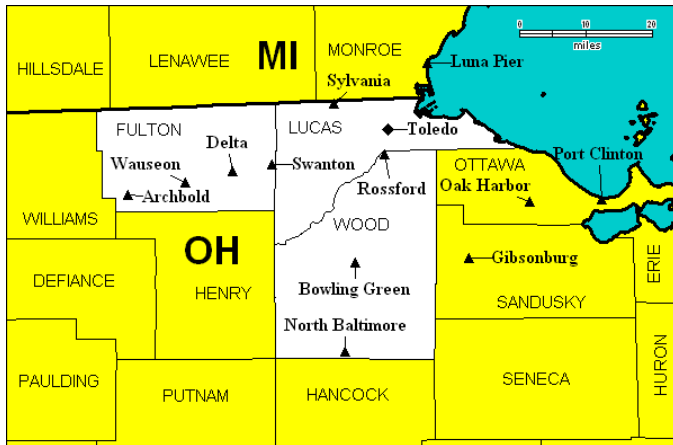 0 10 20
miles
MONROE
LENAWEE
MI
HILLSDALE
Luna Pier
Sylvania
FULTON
LUCAS
Toledo
Delta
Wauseon
Swanton
OTTAWA
Port Clinton
Archbold
Rossford
Oak Harbor
WILLIAMS
WOOD
OH
ERIE
Gibsonburg
DEFIANCE
HENRY
Bowling Green
SANDUSKY
North Baltimore
HURON
PAULDING
PUTNAM
HANCOCK
SENECA